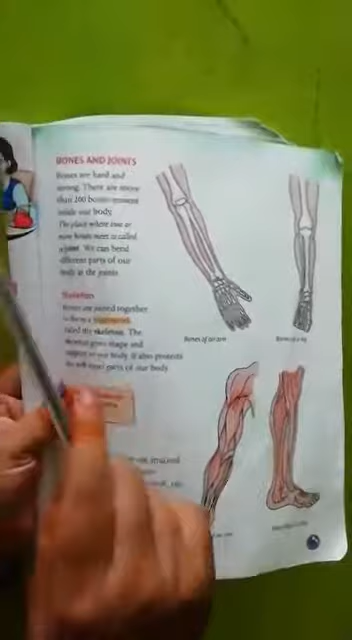 BONES AND JOINTS
Bones are hard and
strong. There are more
than 200 bones present
inside our body.
The place where two or
more bones meet is called
a joint. We can bend
different parts of our
body at the joints.
Skeleton
Bones are joined together
to form a framework
called the skeleton. The
skeleton gives shape and
support to our body. It also protects
the soft inner parts of our body.
Bones of an arm
Bones of a leg